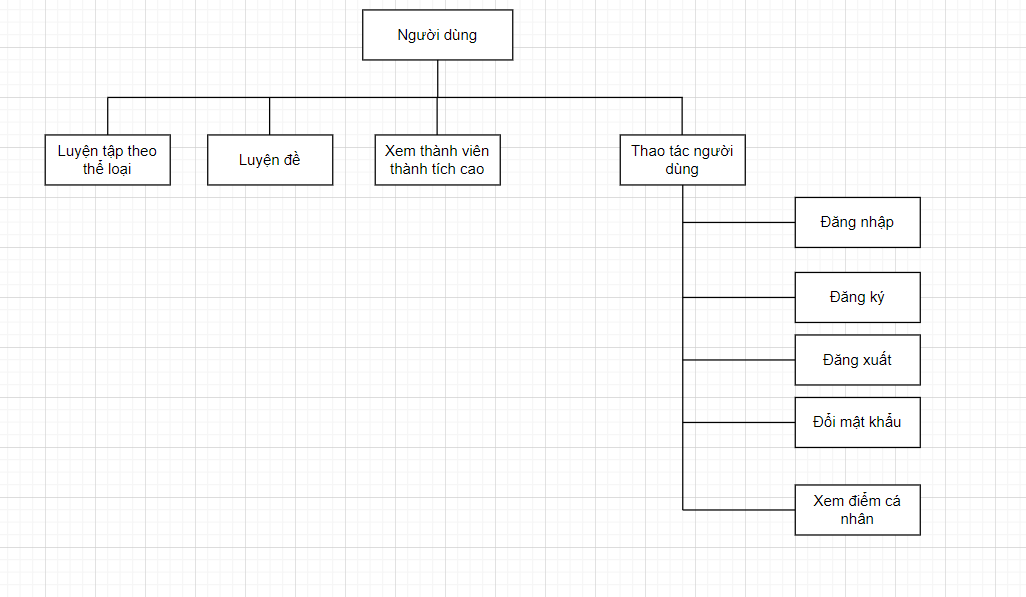 Người dùng
Luyện tập theo
thể loại
Luyện đề
Xem thành viên
thành tích cao
Thao tác người
dùng
Đăng nhập
Đăng ký
Đăng xuất
Đổi mật khẩu
Xem điểm cá
nhân